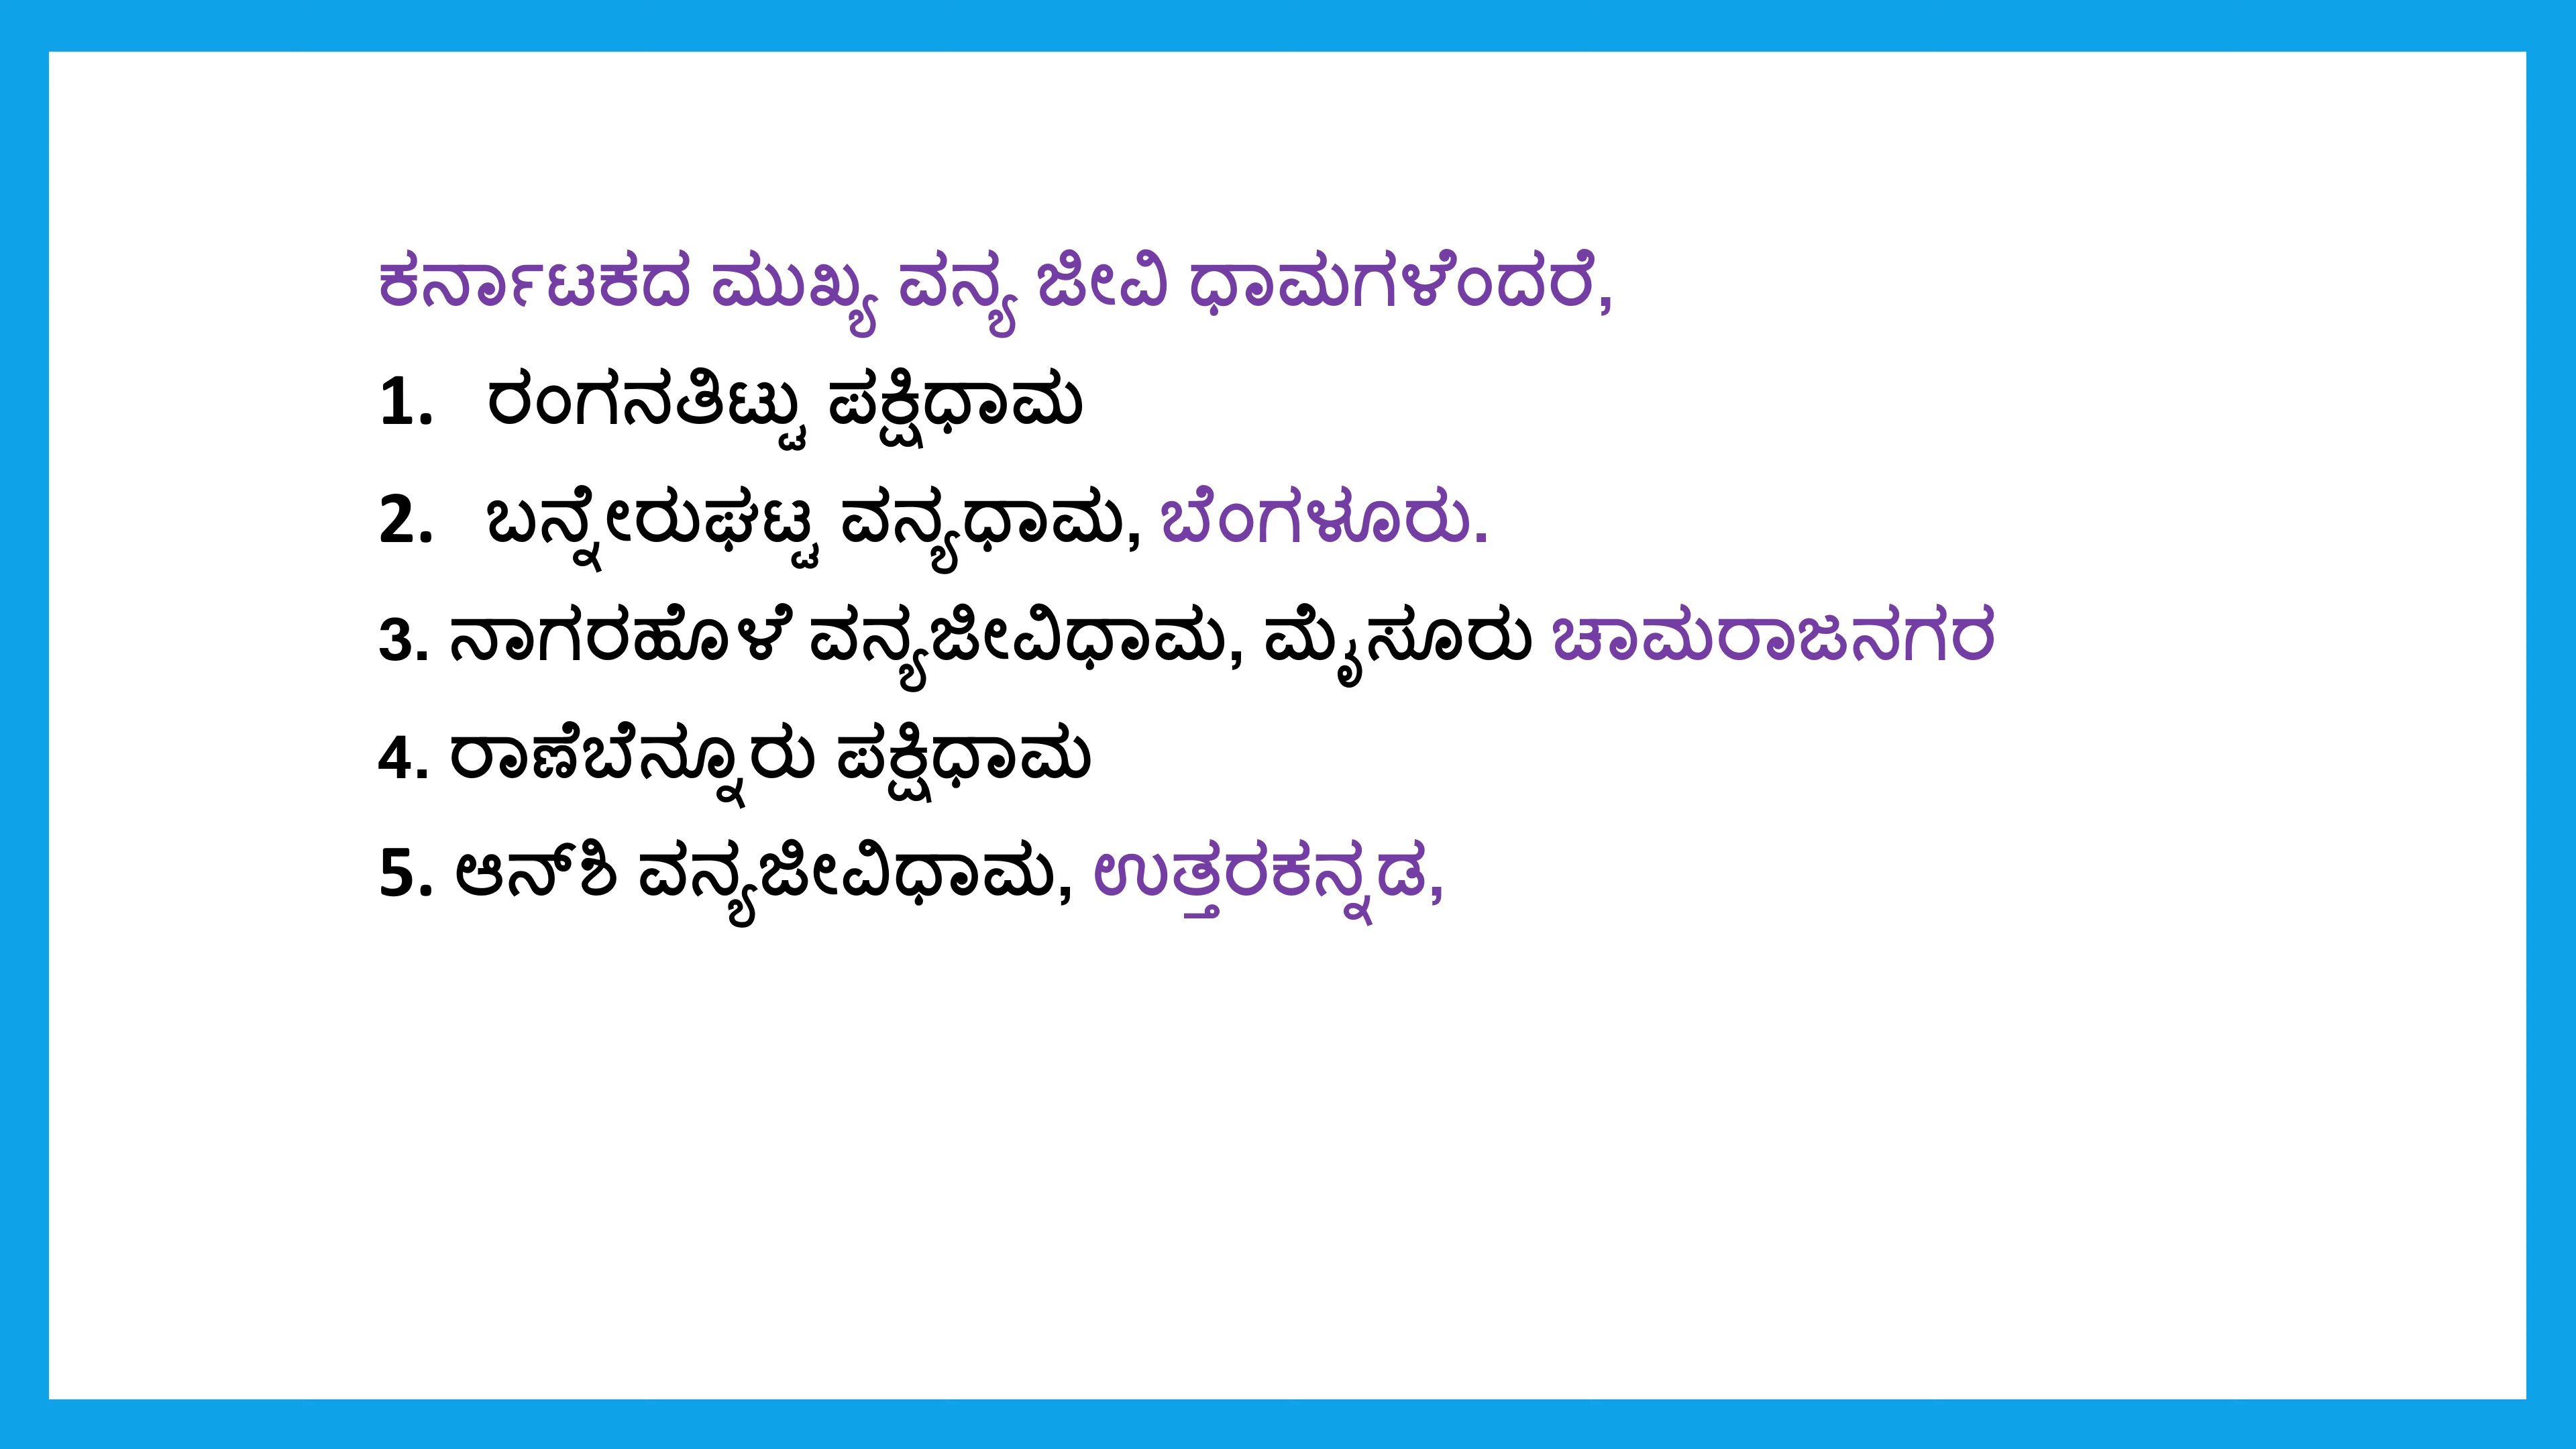 ಕರ್ನಾಟಕದ ಮುಖ್ಯ ವನ್ಯ ಜೀವಿ ಧಾಮಗಳೆಂದರೆ,
1. ರಂಗನತಿಟ್ಟು ಪಕ್ಷಿಧಾಮ
2. ಬನ್ನೇರುಘಟ್ಟ ವನ್ಯಧಾಮ, ಬೆಂಗಳೂರು.
3. ನಾಗರಹೊಳೆ ವನ್ಯಜೀವಿಧಾಮ, ಮೈಸೂರು ಚಾಮರಾಜನಗರ
4. ರಾಣೆಬೆನ್ನೂರು ಪಕ್ಷಿಧಾಮ
5. ಆನ್‌ಶಿ ವನ್ಯಜೀವಿಧಾಮ, ಉತ್ತರಕನ್ನಡ,